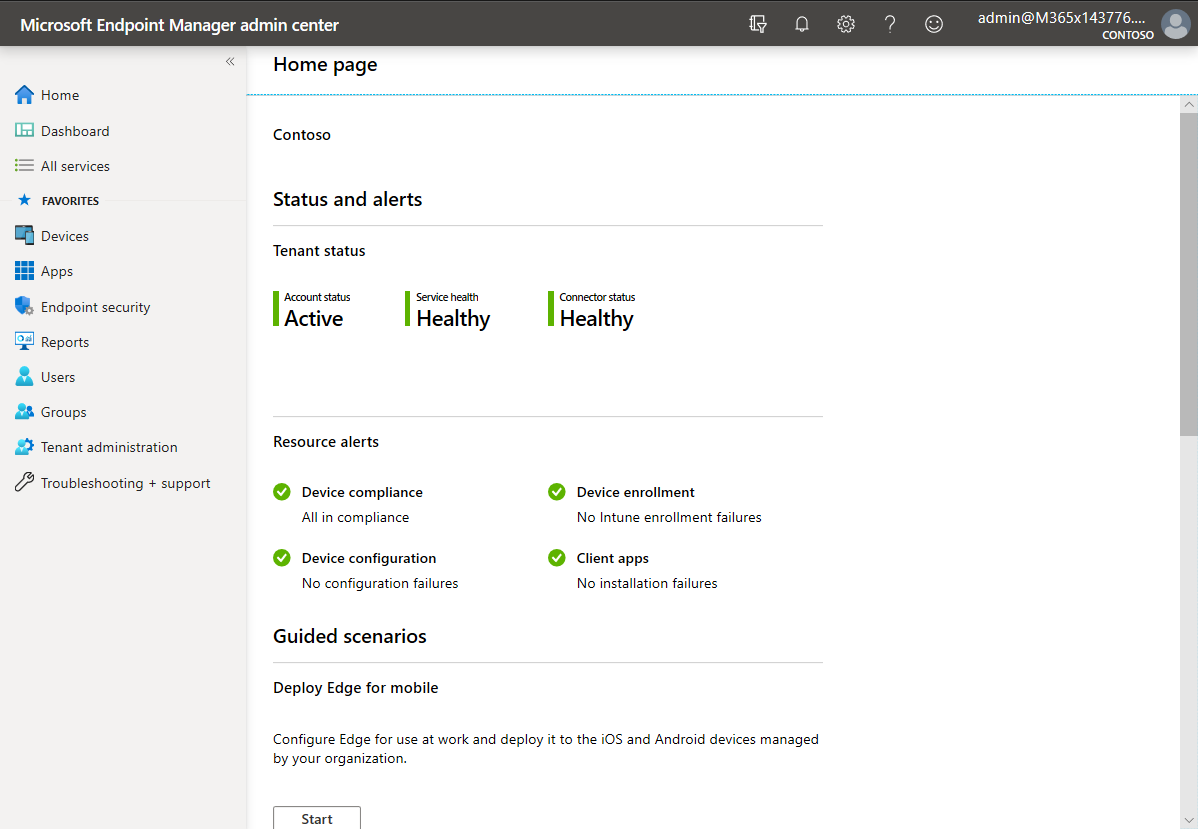 Microsoft Endpoint Manager admin center
admin@M365x143776....
CONTOSO
Home
Dashboard
All services
FAVORITES
Devices
Apps
Endpoint security
Reports
Users
Groups
Tenant administration
Troubleshooting + support
Home page
Contoso
Status and alerts
Tenant status
Account status
Active
Service health
Healthy
Connector status
Healthy
Resource alerts
Device compliance
All in compliance
Device enrollment
No Intune enrollment failures
Device configuration
No configuration failures
Client apps
No installation failures
Guided scenarios
Deploy Edge for mobile
Configure Edge for use at work and deploy it to the iOS and Android devices managed
by your organization.
Start